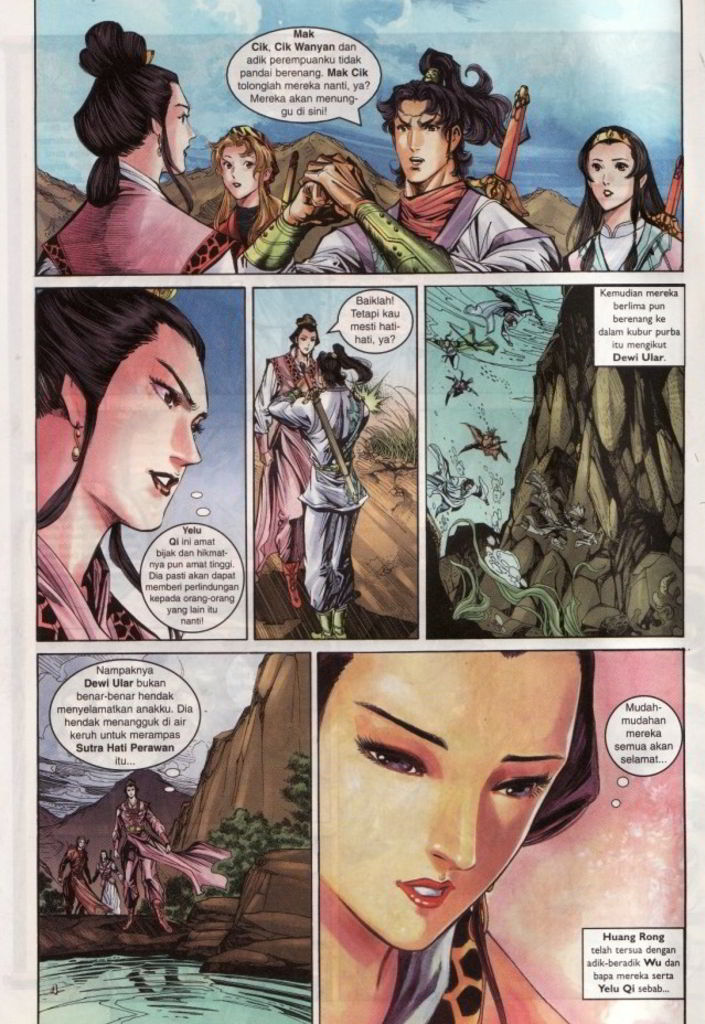 Mak
Cik, Cik Wanyan dan
adik perempuanku tidak
pandai berenang. Mak Cik
tolonglah mereka nanti, ya?
Mereka akan menung-
gu di sini!
Baiklah!
Tetapi kau
mesti hati-
hati, ya?
Kemudian mereka
berlima pun
berenang ke
dalam kubur purba
itu mengikut
Dewi Ular.
Yelu
Qi ini amat
bijak dan hikmat-
nya pun amat tinggi.
Dia pasti akan dapat
memberi perlindungan
kepada orang-orang
yang lain itu
nanti!
Nampaknya
Dewi Ular bukan
benar-benar hendak
menyelamatkan anakku. Dia
hendak menangguk di air
keruh untuk merampas
Sutra Hati Perawan
itu...
Mudah-
mudahan
mereka
semua akan
selamat...
Huang Rong
telah tersua dengan
adik-beradik Wu dan
bapa mereka serta
Yelu Qi sebab...